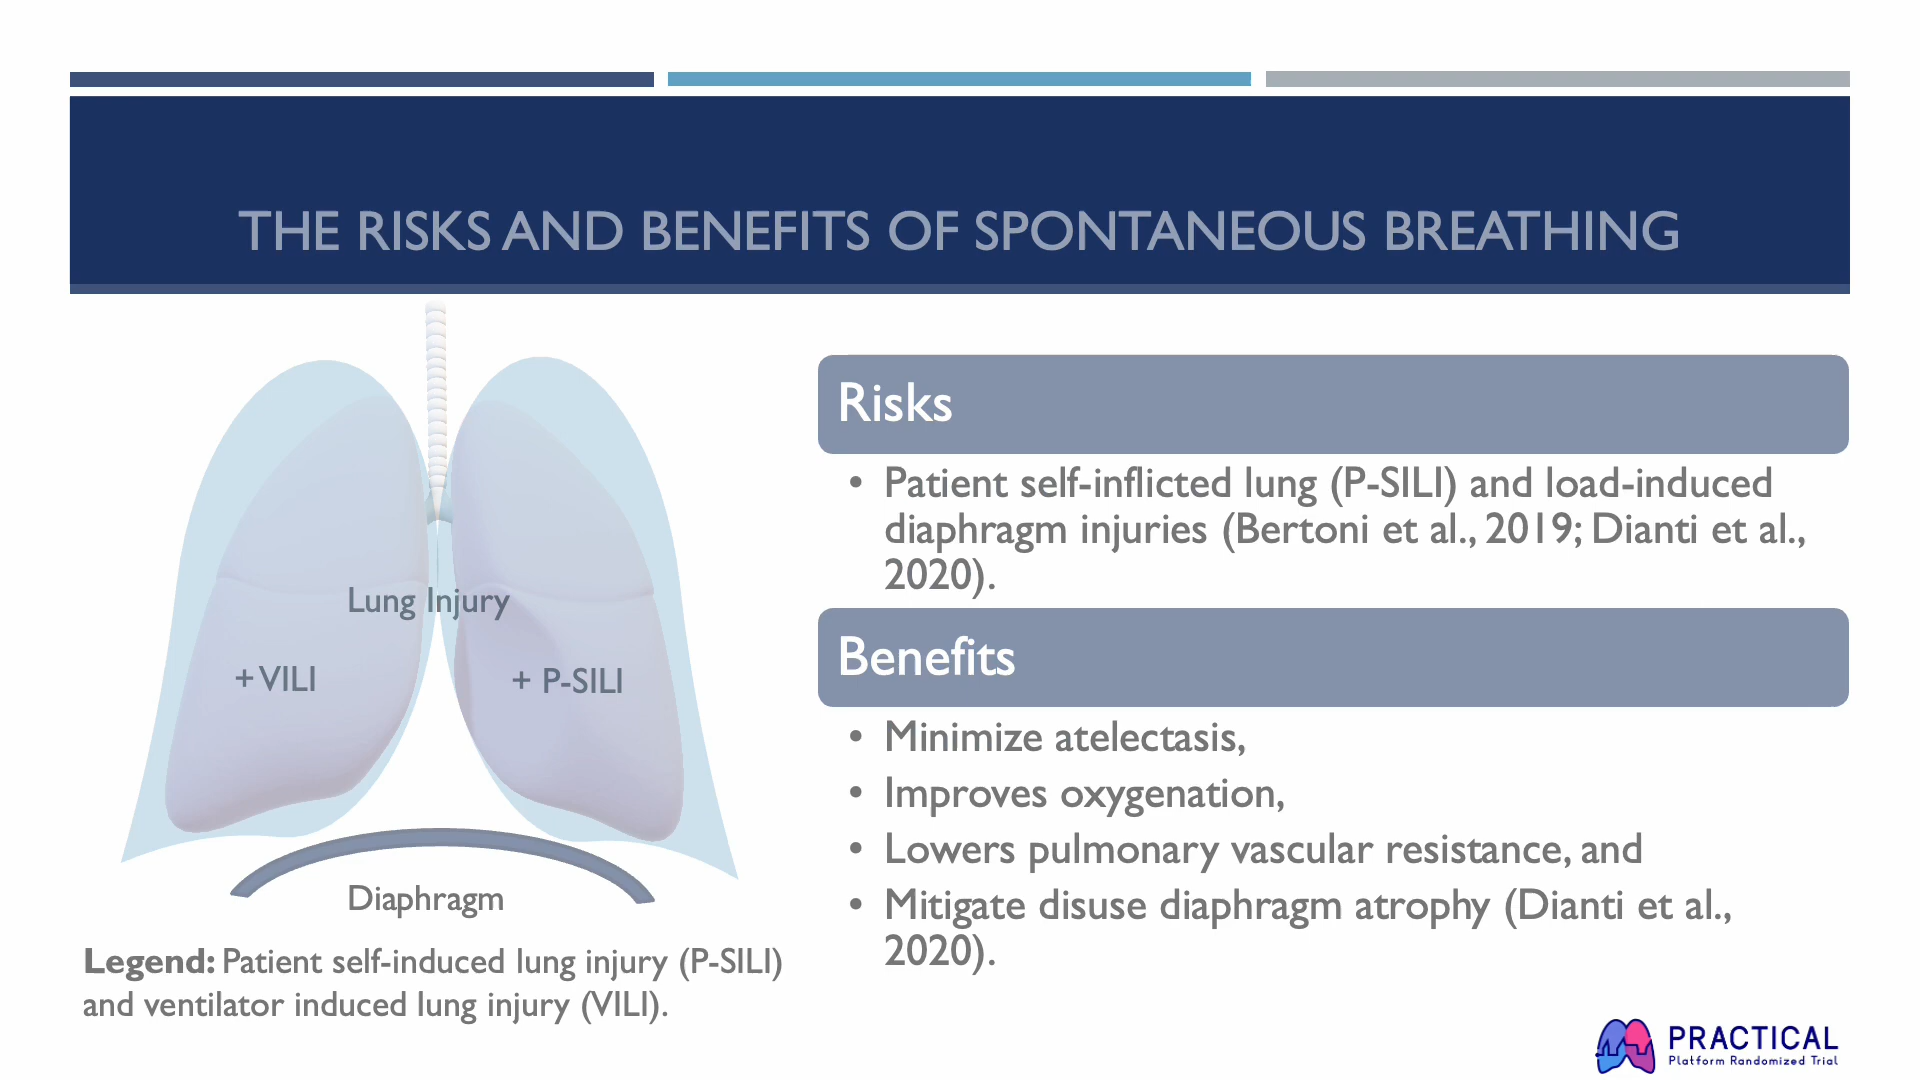 THE RISKS AND BENEFITS OF SPONTANEOUS BREATHING
Lung Injury
+ VILI
+ P-SILI
Diaphragm
Legend: Patient self-induced lung injury (P-SILI)
and ventilator induced lung injury (VILI).
Risks
• Patient self-inflicted lung (P-SILI) and load-induced
diaphragm injuries (Bertoni et al., 2019; Dianti et al.,
2020).
Benefits
• Minimize atelectasis,
• Improves oxygenation,
• Lowers pulmonary vascular resistance, and
• Mitigate disuse diaphragm atrophy (Dianti et al.,
2020).
PRACTICAL
Platform Randomized Trial